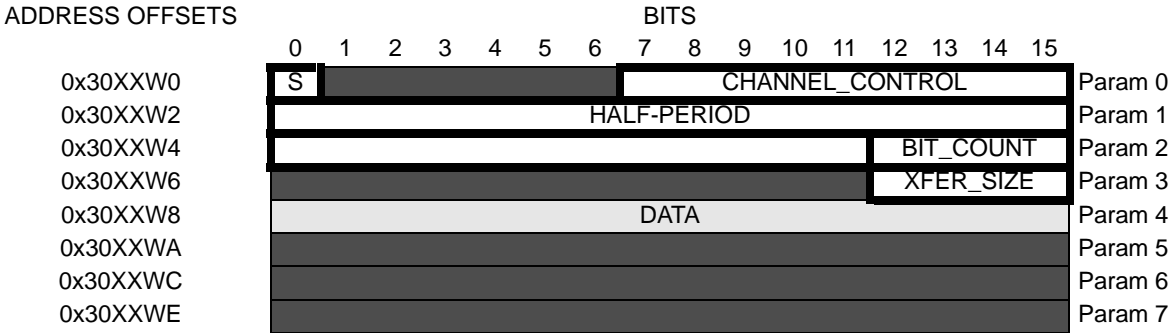 ADDRESS OFFSETS BITS
0 1 2 3 4 5 6 7 8 9 10 11 12 13 14 15
0x30XXW0 S CHANNEL_CONTROL Param 0
0x30XXW2 HALF-PERIOD Param 1
0x30XXW4 BIT_COUNT Param 2
0x30XXW6 XFER_SIZE Param 3
0x30XXW8 DATA Param 4
0x30XXWA Param 5
0x30XXWC Param 6
0x30XXWE Param 7